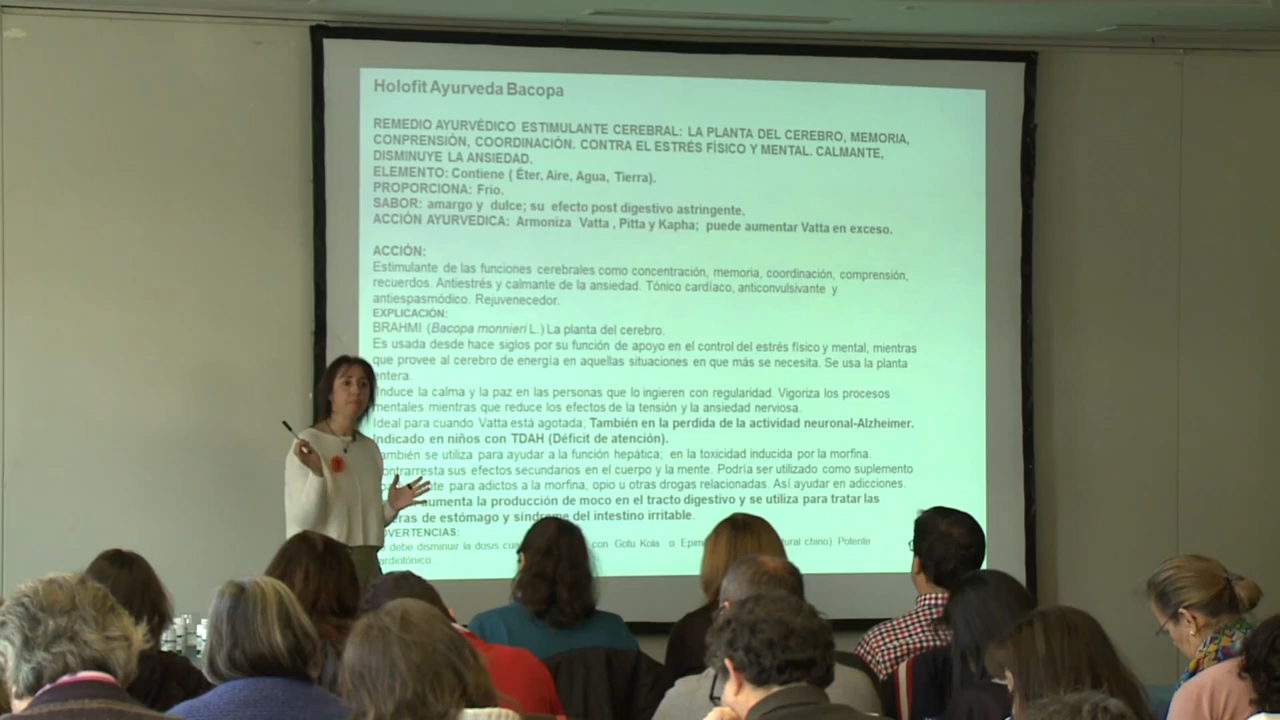 Holofit Ayurveda Bacopa
REMEDIO AYURVÉDICO ESTIMULANTE CEREBRAL: LA PLANTA DEL CEREBRO, MEMORIA,
CONPRENSIÓN, COORDINACIÓN. CONTRA EL ESTRÉS FÍSICO Y MENTAL. CALMANTE,
DISMINUYE LA ANSIEDAD.
ELEMENTO: Contiene ( Éter, Aire, Agua, Tierra).
PROPORCIONA: Frio.
SABOR: amargo y dulce; su efecto post digestivo astringente.
ACCIÓN AYURVEDICA: Armoniza Vatta , Pitta y Kapha; puede aumentar Vatta en exceso.
ACCIÓN:
Estimulante de las funciones cerebrales como concentración, memoria, coordinación, comprensión,
recuerdos. Antiestrés y calmante de la ansiedad. Tónico cardíaco, anticonvulsivante y
antiespasmódico. Rejuvenecedor.
EXPLICACIÓN:
BRAHMI (Bacopa monnieri L.) La planta del cerebro.
Es usada desde hace siglos por su función de apoyo en el control del estrés físico y mental, mientras
que provee al cerebro de energía en aquellas situaciones en que más se necesita. Se usa la planta
entera.
Induce la calma y la paz en las personas que lo ingieren con regularidad. Vigoriza los procesos
mentales mientras que reduce los efectos de la tensión y la ansiedad nerviosa.
Ideal para cuando Vatta está agotada; También en la perdida de la actividad neuronal-Alzheimer.
Indicado en niños con TDAH (Déficit de atención).
también se utiliza para ayudar a la función hepática; en la toxicidad inducida por la morfina.
contrarresta sus efectos secundarios en el cuerpo y la mente. Podría ser utilizado como suplemento
para adictos a la morfina, opio u otras drogas relacionadas. Así ayudar en adicciones.
aumenta la producción de moco en el tracto digestivo y se utiliza para tratar las
de estómago y síndrome del intestino irritable.
ADVERTENCIAS:
debe disminuir la dosis con Gotu Kola o chino) Potente
cardiotónico.